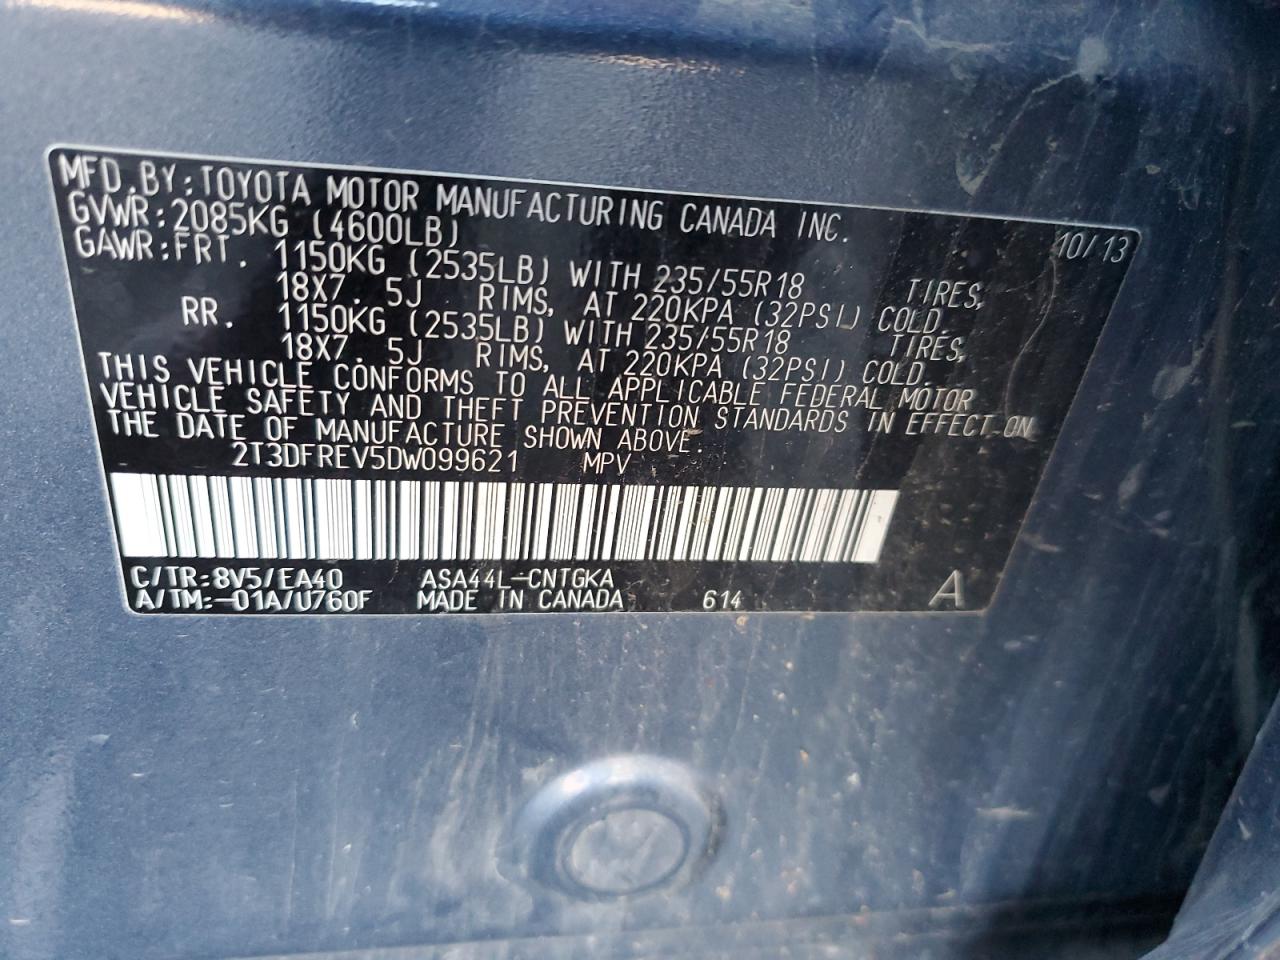 MFD.BY:TOYOTA MOTOR MANUFACTURING CANADA INC.
GVWR:2085KG (4600LB) 10/13
GAWR:FRT. 1150KG (2535LB) WITH 235/55R18 TIRES,
18X7.5J RIMS, AT 220KPA (32PSI) COLD.
RR. 1150KG (2535LB) WITH 235/55R18 TIRES,
18X7.5J RIMS, AT 220KPA (32PSI) COLD.
THIS VEHICLE CONFORMS TO ALL APPLICABLE FEDERAL MOTOR
VEHICLE SAFETY AND THEFT PREVENTION STANDARDS IN EFFECT ON
THE DATE OF MANUFACTURE SHOWN ABOVE.
2T3DFREV5DW099621 MPV
C/TR:8V5/EA40 ASA44L-CNTGKA
A/TM:-01A/U760F MADE IN CANADA 614 A